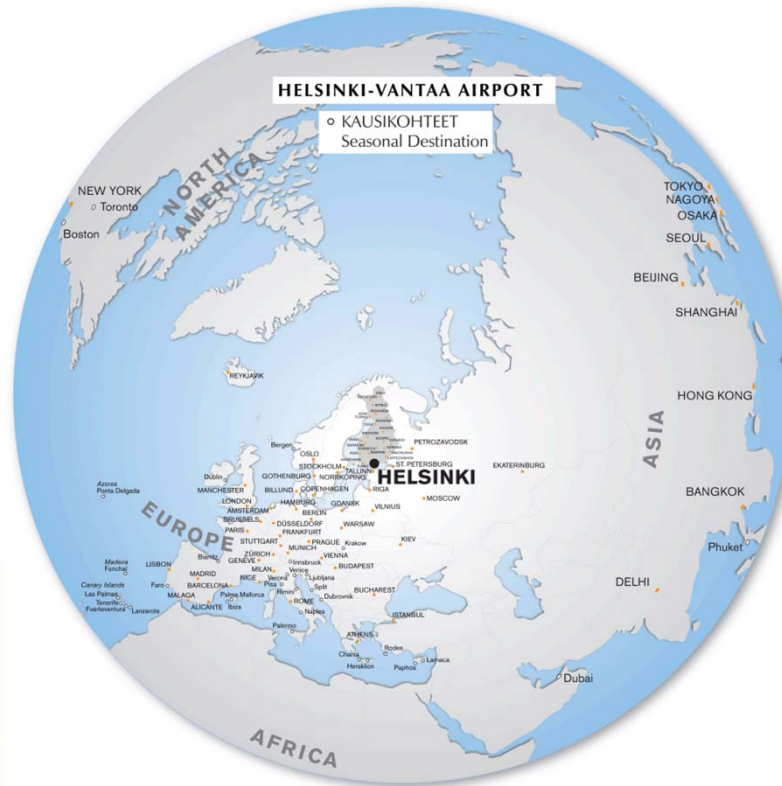 HELSINKI-VANTAA AIRPORT
KAUSIKOHTEET
Seasonal Destination
NORTH
AMERICA
NEW YORK
Toronto
Boston
TOKYO
NAGOYA
OSAKA
SEOUL
BEIJING
SHANGHAI
HONG KONG
ASIA
BANGKOK
Phuket
DELHI
Dubai
REYKJAVIK
PETROZAVODSK
Bergen
OSLO
STOCKHOLM
TALLINN
ST. PETERSBURG
EKATERINBURG
HELSINKI
GOTHENBURG
NORRKÖPING
Dublin
MANCHESTER
BILLUND
COPENHAGEN
RIGA
MOSCOW
Azores
Ponta Delgada
LONDON
HAMBURG
GDANSK
VILNIUS
AMSTERDAM
EUROPE
BRUSSELS
BERLIN
DÜSSELDORF
WARSAW
PARIS
FRANKFURT
STUTTGART
PRAGUE
Krakow
KIEV
MUNICH
ZÜRICH
VIENNA
Biarritz
GENÉVE
Innsbruck
BUDAPEST
Madeira
Funchal
LISBON
MADRID
MILAN
Venice
Verona
Ljubljana
Canary Islands
Las Palmas
Tenerife
Fuerteventura
Lanzarote
Faro
BARCELONA
NICE
Pisa
Rimini
Split
BUCHAREST
MÁLAGA
ALICANTE
Palma Mallorca
Ibiza
ROME
Dubrovnik
Naples
ISTANBUL
Palermo
ATHENS
Chania
Heraklion
Rodes
Paphos
Larnaca
AFRICA